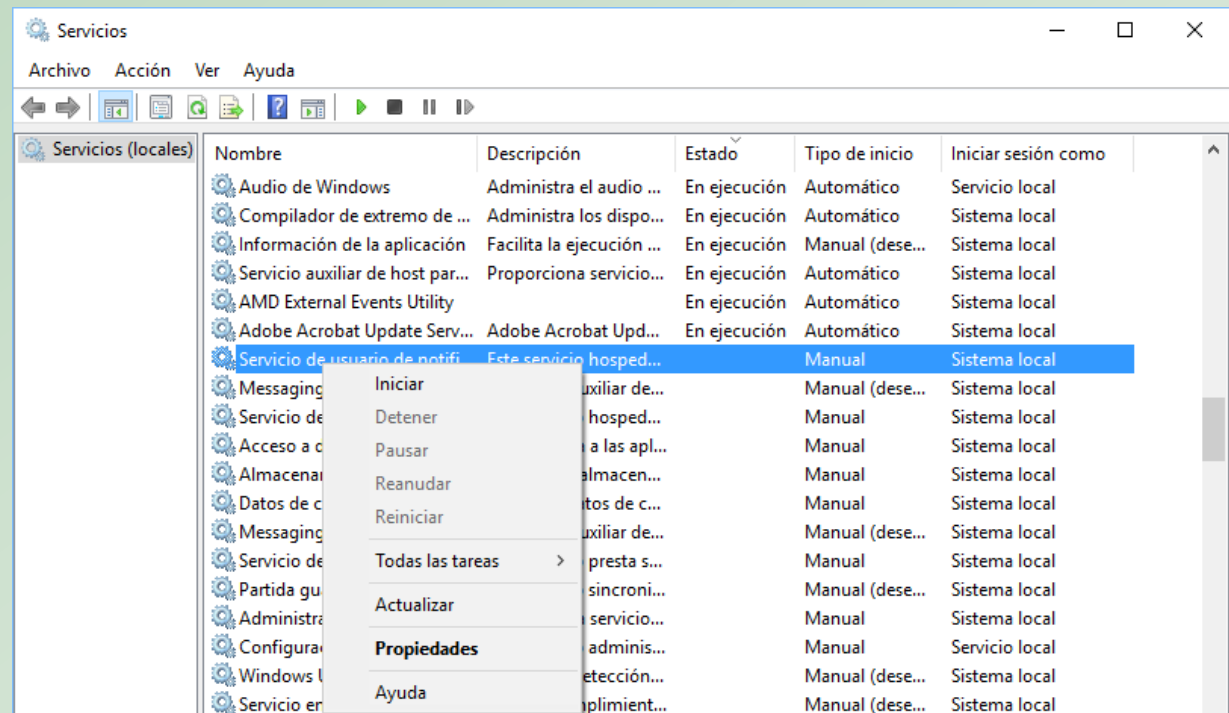 Servicios
Archivo Acción Ver Ayuda
Servicios (locales)
Nombre Descripción Estado Tipo de inicio Iniciar sesión como
Audio de Windows Administra el audio ... En ejecución Automático Servicio local
Compilador de extremo de ... Administra los dispo... En ejecución Automático Sistema local
Información de la aplicación Facilita la ejecución ... En ejecución Manual (dese... Sistema local
Servicio auxiliar de host par... Proporciona servicio... En ejecución Automático Sistema local
AMD External Events Utility En ejecución Automático Sistema local
Adobe Acrobat Update Serv... Adobe Acrobat Upd... En ejecución Automático Sistema local
Servicio de usuario de notifi... Este servicio hosped... Manual Sistema local
Messaging uxiliar de... Manual (dese... Sistema local
Servicio de hosped... Manual Sistema local
Acceso a d a las apl... Manual Sistema local
Almacenar almacen... Manual Sistema local
Datos de c tos de c... Manual Sistema local
Messaging uxiliar de... Manual (dese... Sistema local
Servicio de presta s... Manual Sistema local
Partida gu sincroni... Manual (dese... Sistema local
Administra servicio... Manual Sistema local
Configura adminis... Manual Servicio local
Windows etección... Manual (dese... Sistema local
Servicio en plimient... Manual (dese... Sistema local
Iniciar
Detener
Pausar
Reanudar
Reiniciar
Todas las tareas
Actualizar
Propiedades
Ayuda